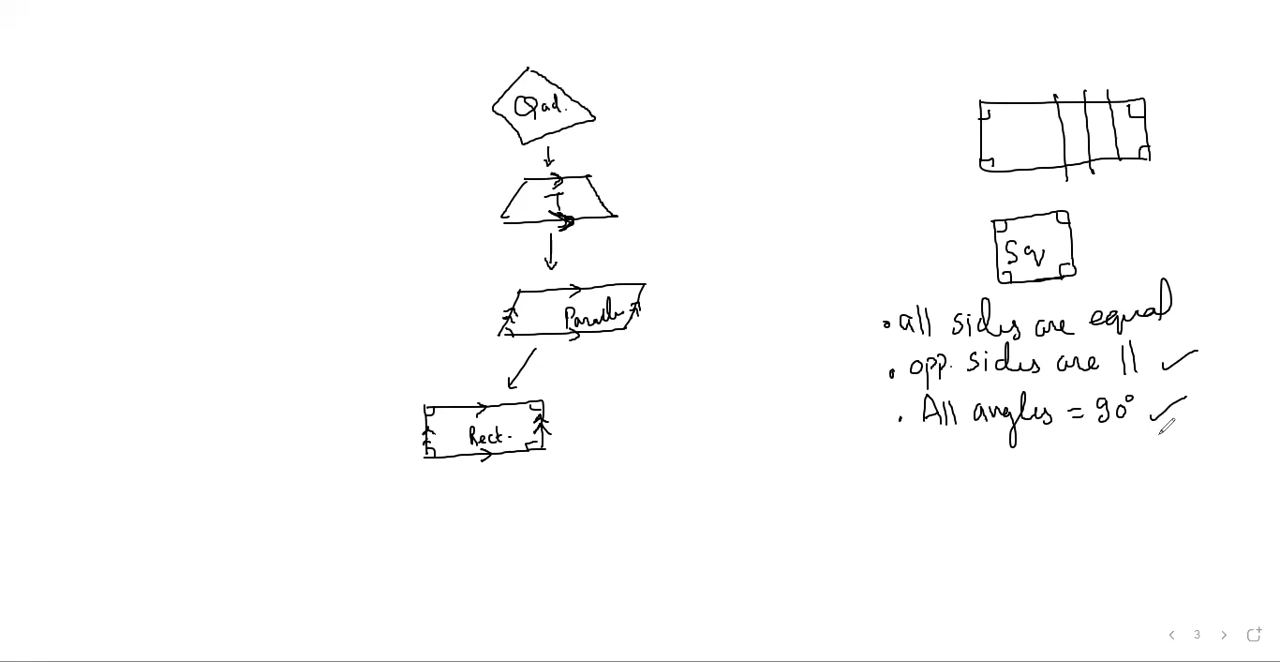 Qad.
T
Paralle
Rect.
Sq
• all sides are equal
• opp. sides are || ✓
• All angles = 90° ✓
3